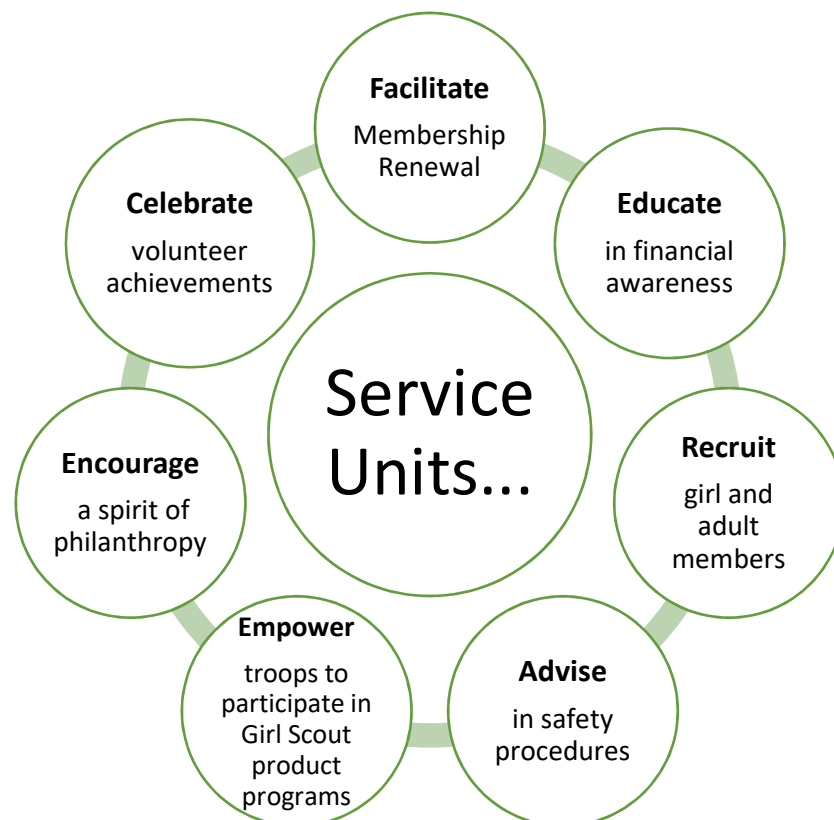 Facilitate
Membership
Renewal
Educate
in financial
awareness
Recruit
girl and
adult
members
Advise
in safety
procedures
Empower
troops to
participate in
Girl Scout
product
programs
Encourage
a spirit of
philanthropy
Celebrate
volunteer
achievements
Service
Units...